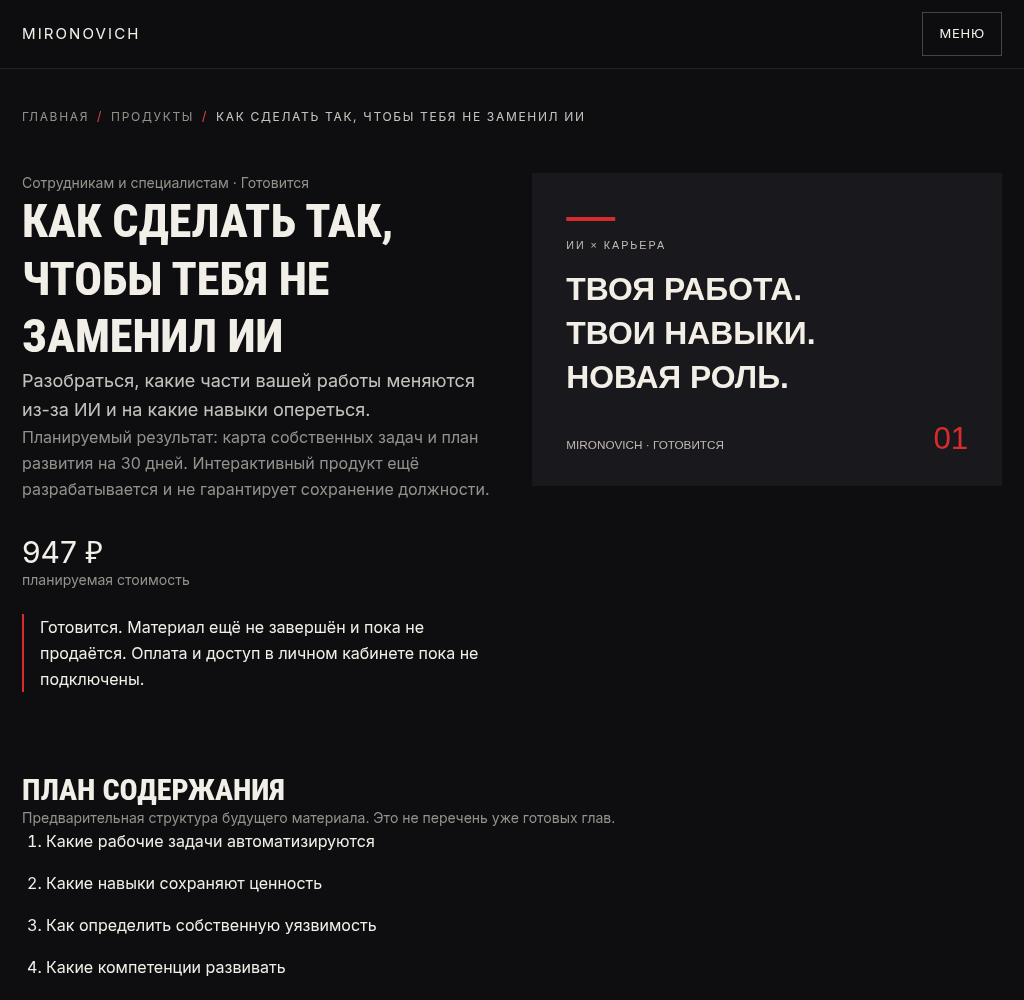 MIRONOVICH
МЕНЮ
ГЛАВНАЯ / ПРОДУКТЫ / КАК СДЕЛАТЬ ТАК, ЧТОБЫ ТЕБЯ НЕ ЗАМЕНИЛ ИИ
Сотрудникам и специалистам · Готовится
КАК СДЕЛАТЬ ТАК,
ЧТОБЫ ТЕБЯ НЕ
ЗАМЕНИЛ ИИ
Разобраться, какие части вашей работы меняются
из-за ИИ и на какие навыки опереться.
Планируемый результат: карта собственных задач и план
развития на 30 дней. Интерактивный продукт ещё
разрабатывается и не гарантирует сохранение должности.
947 ₽
планируемая стоимость
Готовится. Материал ещё не завершён и пока не
продаётся. Оплата и доступ в личном кабинете пока не
подключены.
ИИ × КАРЬЕРА
ТВОЯ РАБОТА.
ТВОИ НАВЫКИ.
НОВАЯ РОЛЬ.
MIRONOVICH · ГОТОВИТСЯ
01
ПЛАН СОДЕРЖАНИЯ
Предварительная структура будущего материала. Это не перечень уже готовых глав.
1. Какие рабочие задачи автоматизируются
2. Какие навыки сохраняют ценность
3. Как определить собственную уязвимость
4. Какие компетенции развивать